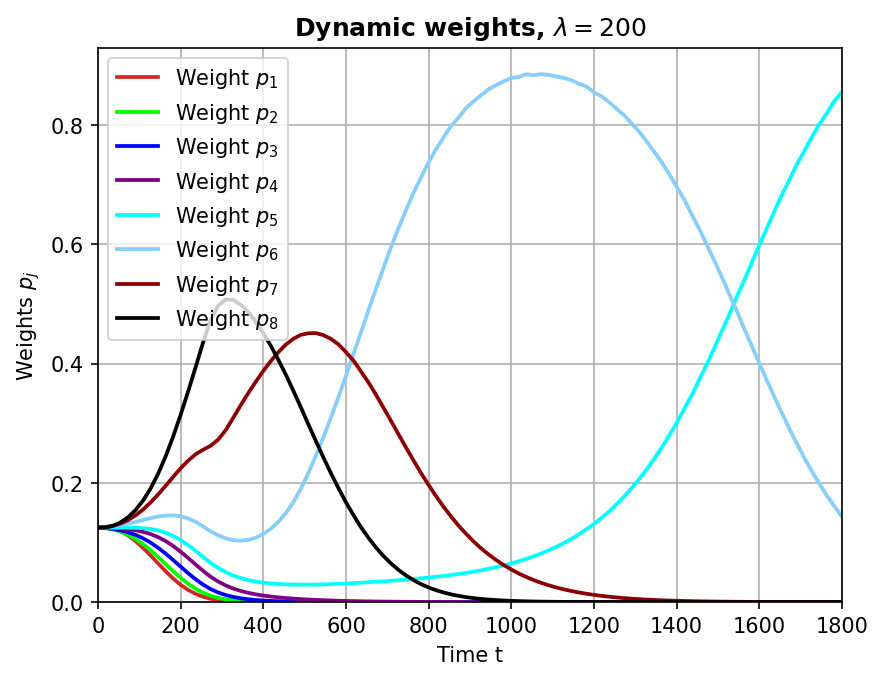 Dynamic weights, λ = 200
Weight p₁
Weight p₂
Weight p₃
Weight p₄
Weight p₅
Weight p₆
Weight p₇
Weight p₈
Weights pⱼ
0.8
0.6
0.4
0.2
0.0
0 200 400 600 800 1000 1200 1400 1600 1800
Time t